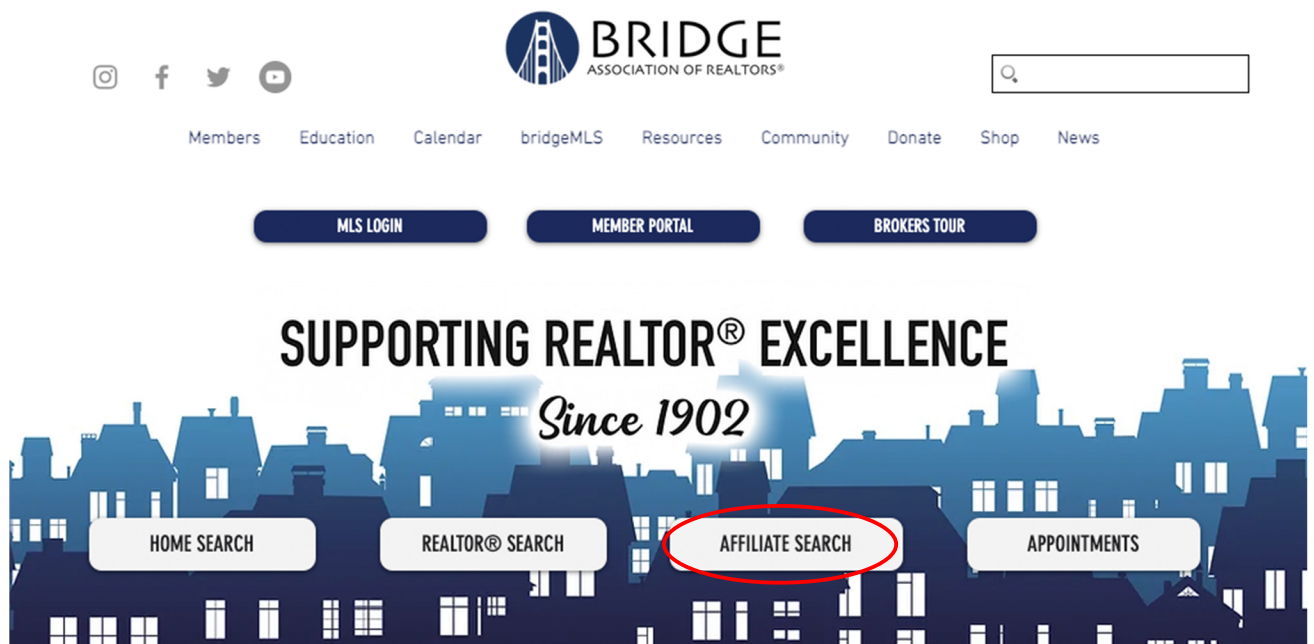 BRIDGE
ASSOCIATION OF REALTORS®
Members Education Calendar bridgeMLS Resources Community Donate Shop News
MLS LOGIN MEMBER PORTAL BROKERS TOUR
SUPPORTING REALTOR® EXCELLENCE
Since 1902
HOME SEARCH REALTOR® SEARCH AFFILIATE SEARCH APPOINTMENTS